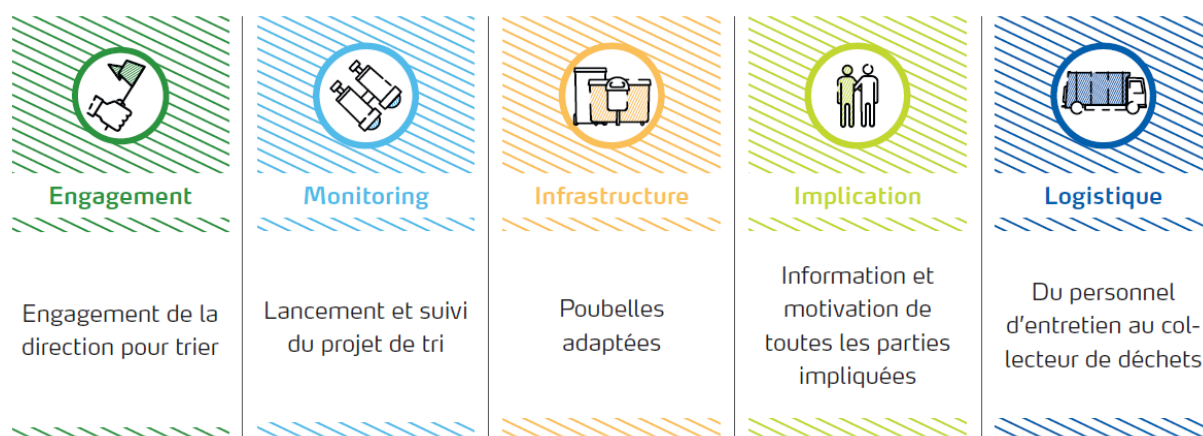 Engagement
Engagement de la
direction pour trier
Monitoring
Lancement et suivi
du projet de tri
Infrastructure
Poubelles
adaptées
Implication
Information et
motivation de
toutes les parties
impliquées
Logistique
Du personnel
d'entretien au col-
lecteur de déchets